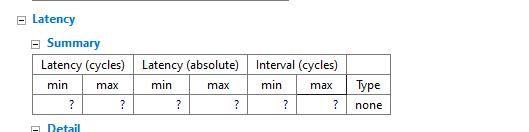 Latency
Summary
Latency (cycles) Latency (absolute) Interval (cycles)
min max min max min max Type
? ? ? ? ? ? none
Detail